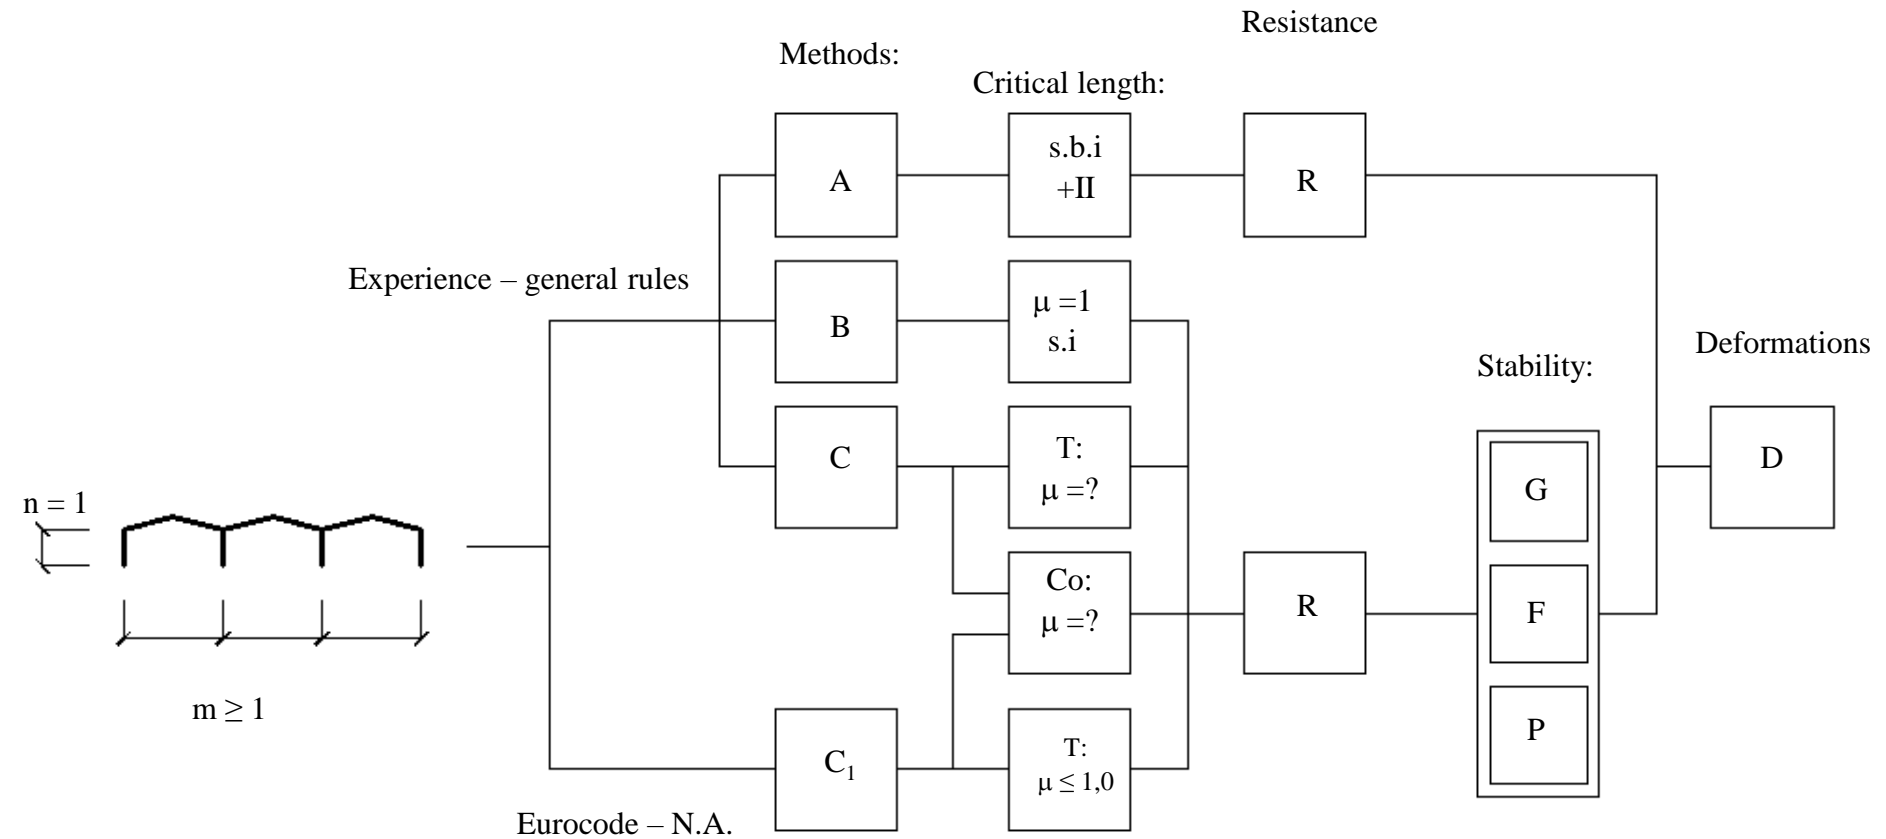 Resistance
Methods:
Critical length:
s.b.i
+II
A
R
Experience – general rules
μ =1
s.i
B
Deformations
Stability:
C
T:
μ =?
D
G
n = 1
Co:
μ =?
R
F
m ≥ 1
P
C₁
T:
μ ≤ 1,0
Eurocode – N.A.